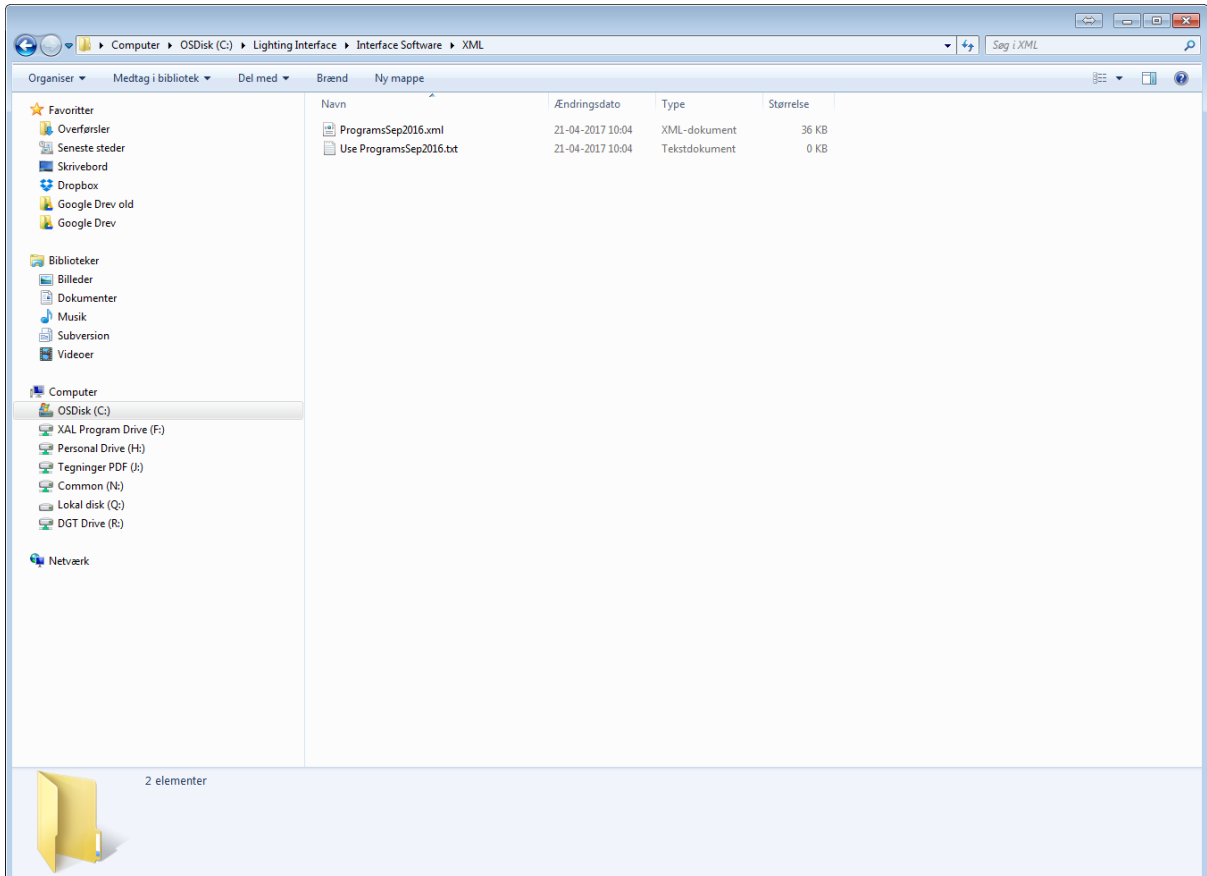 Computer OSDisk (C:) Lighting Interface Interface Software XML
Søg i XML
Organiser Medtag i bibliotek Del med Brænd Ny mappe
Favoritter
Overførsler
Seneste steder
Skrivebord
Dropbox
Google Drev old
Google Drev
Biblioteker
Billeder
Dokumenter
Musik
Subversion
Videoer
Computer
OSDisk (C:)
XAL Program Drive (F:)
Personal Drive (H:)
Tegninger PDF (J:)
Common (N:)
Lokal disk (Q:)
DGT Drive (R:)
Netværk
Navn Ændringsdato Type Størrelse
ProgramsSep2016.xml 21-04-2017 10:04 XML-dokument 36 KB
Use ProgramsSep2016.txt 21-04-2017 10:04 Tekstdokument 0 KB
2 elementer